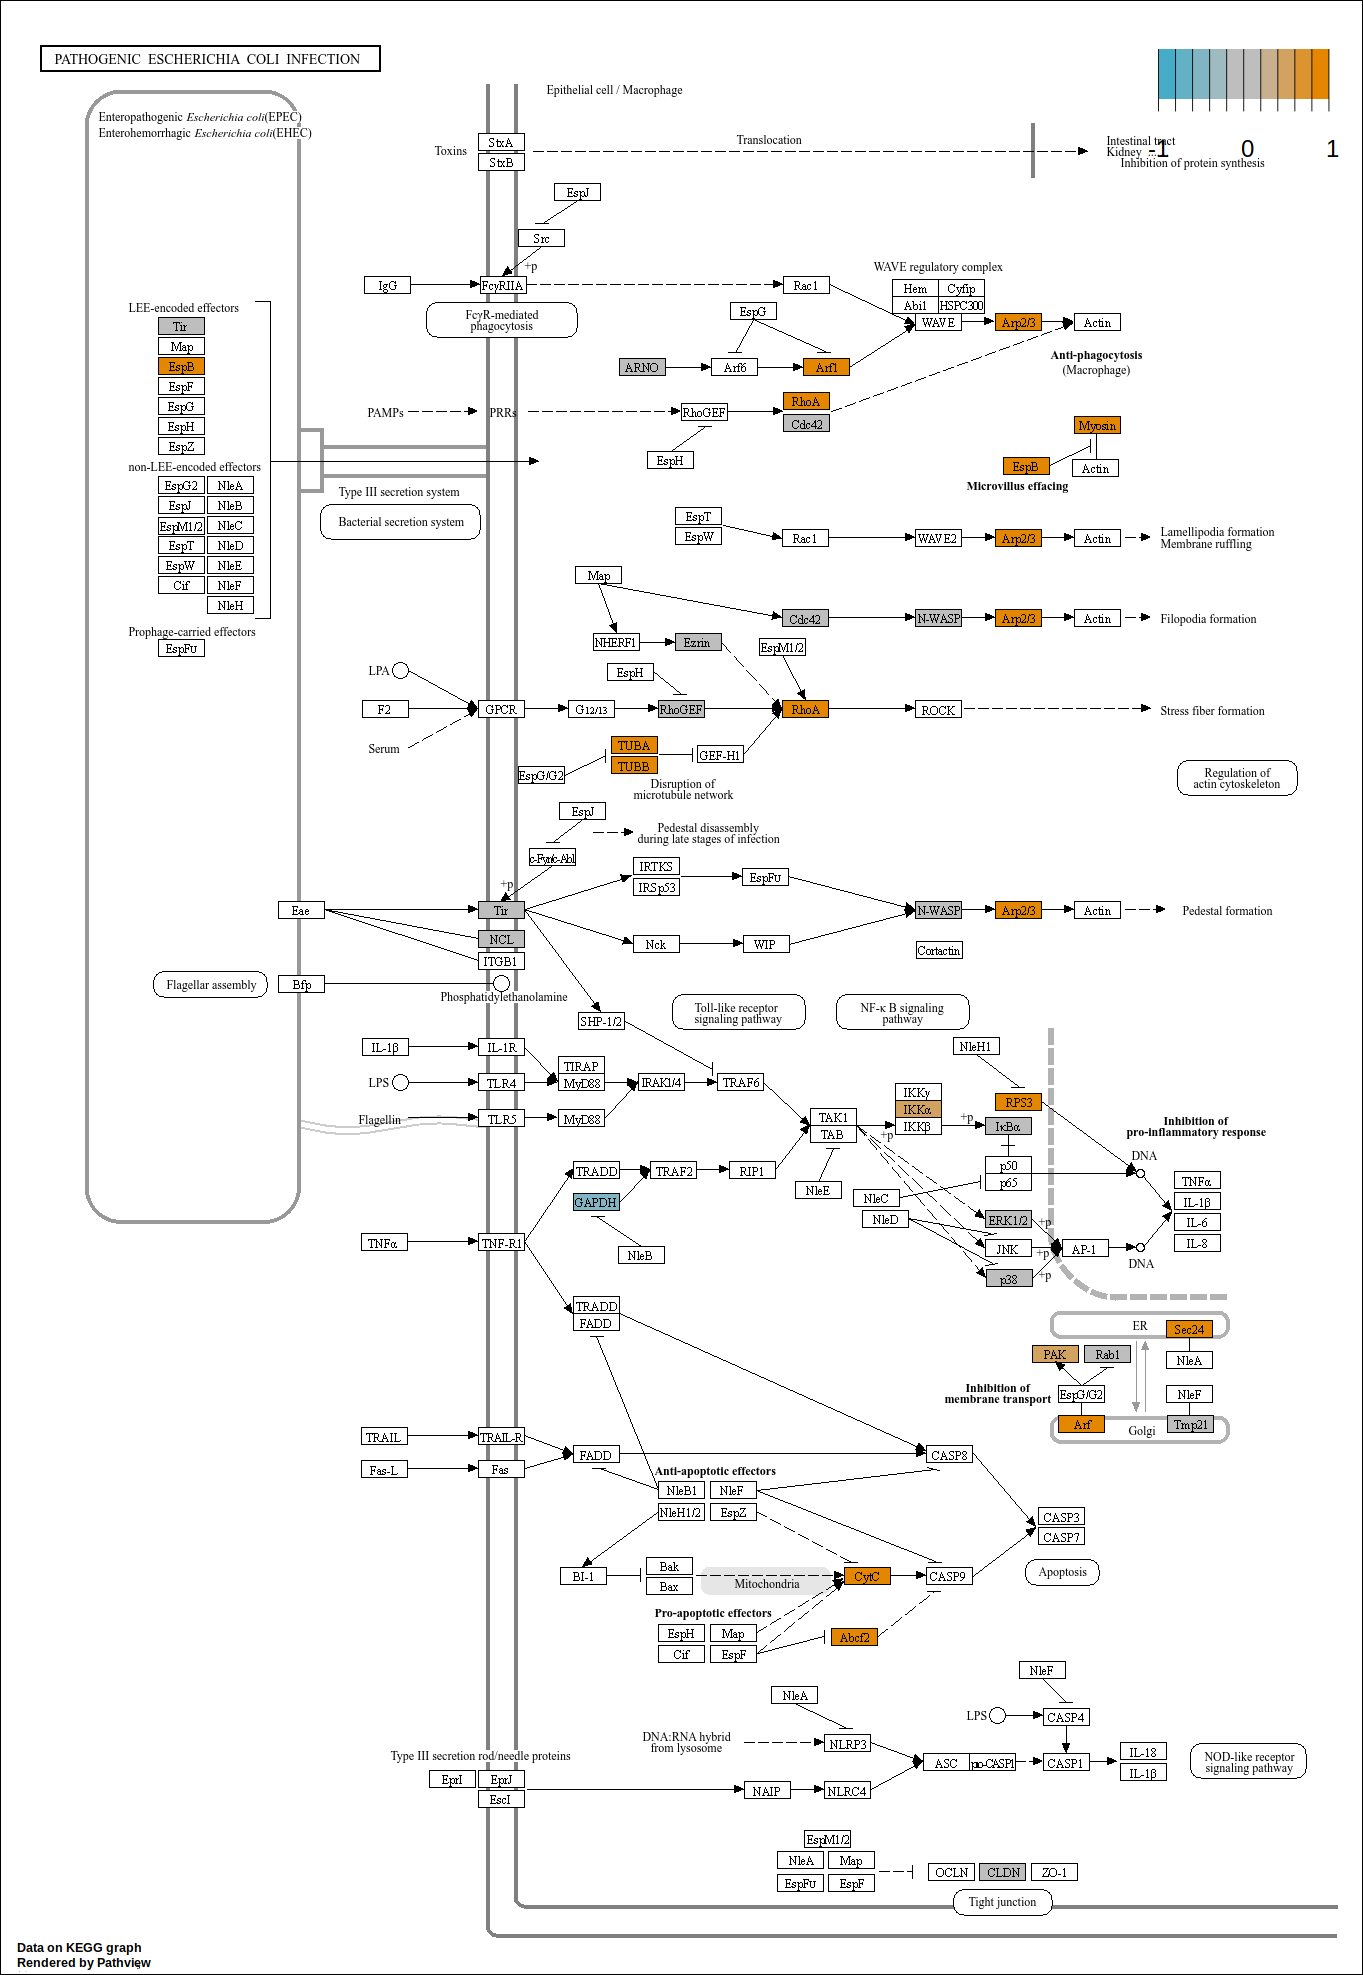 PATHOGENIC ESCHERICHIA COLI INFECTION
-1 0 1
Epithelial cell / Macrophage
Enteropathogenic Escherichia coli(EPEC)
Enterohemorrhagic Escherichia coli(EHEC)
Toxins
StxA
StxB
Translocation
Intestinal tract
Kidney ...
Inhibition of protein synthesis
EspJ
Src
+p
IgG
FcγRIIA
Rac1
FcγR-mediated
phagocytosis
WAVE regulatory complex
Hem Cyfip
Abi1 HSPC300
WAVE
Arp2/3
Actin
EspG
ARNO
Arf6
Arf1
Anti-phagocytosis
(Macrophage)
PAMPs
PRRs
RhoGEF
RhoA
Cdc42
EspH
Myosin
EspB
Actin
Microvillus effacing
LEE-encoded effectors
Tir
Map
EspB
EspF
EspG
EspH
EspZ
non-LEE-encoded effectors
EspG2 NleA
EspJ NleB
EspM1/2 NleC
EspT NleD
EspW NleE
Cif NleF
NleH
Prophage-carried effectors
EspFu
Type III secretion system
Bacterial secretion system
EspT
EspW
Rac1
WAVE2
Arp2/3
Actin
Lamellipodia formation
Membrane ruffling
Map
Cdc42
N-WASP
Arp2/3
Actin
Filopodia formation
NHERF1
Ezrin
EspM1/2
EspH
LPA
F2
Serum
GPCR
G12/13
RhoGEF
RhoA
ROCK
Stress fiber formation
TUBA
TUBB
GEF-H1
EspG/G2
Disruption of
microtubule network
Regulation of
actin cytoskeleton
EspJ
Pedestal disassembly
during late stages of infection
c-Fyn/c-Abl
+p
IRTKS
IRSp53
EspFu
Eae
Tir
NCL
ITGB1
Nck
WIP
N-WASP
Arp2/3
Actin
Pedestal formation
Cortactin
Flagellar assembly
Bfp
Phosphatidylethanolamine
SHP-1/2
Toll-like receptor
signaling pathway
NF-κ B signaling
pathway
IL-1β
IL-1R
LPS
TLR4
TIRAP
MyD88
IRAK1/4
TRAF6
Flagellin
TLR5
MyD88
TAK1
TAB
NleE
IKKγ
IKKα
IKKβ
+p
+p
IκBα
NleH1
RPS3
p50
p65
NleC
NleD
ERK1/2
JNK
p38
+p
+p
+p
AP-1
DNA
DNA
Inhibition of
pro-inflammatory response
TNFα
IL-1β
IL-6
IL-8
TRADD
TRAF2
RIP1
GAPDH
NleB
TNFα
TNF-R1
TRADD
FADD
ER
Sec24
NleA
PAK
Rab1
Inhibition of
membrane transport
EspG/G2
NleF
Arf
Golgi
Tmp21
TRAIL
TRAIL-R
Fas-L
Fas
FADD
CASP8
Anti-apoptotic effectors
NleB1 NleF
NleH1/2 EspZ
CASP3
CASP7
BI-1
Bak
Bax
Mitochondria
CytC
CASP9
Apoptosis
Pro-apoptotic effectors
EspH Map
Cif EspF
Abcf2
NleA
NleF
LPS
CASP4
DNA:RNA hybrid
from lysosome
NLRP3
ASC
pro-CASP1
CASP1
IL-18
IL-1β
NOD-like receptor
signaling pathway
Type III secretion rod/needle proteins
EprI EprJ
EscI
NAIP
NLRC4
EspM1/2
NleA Map
EspFu EspF
OCLN CLDN ZO-1
Tight junction
Data on KEGG graph
Rendered by Pathview